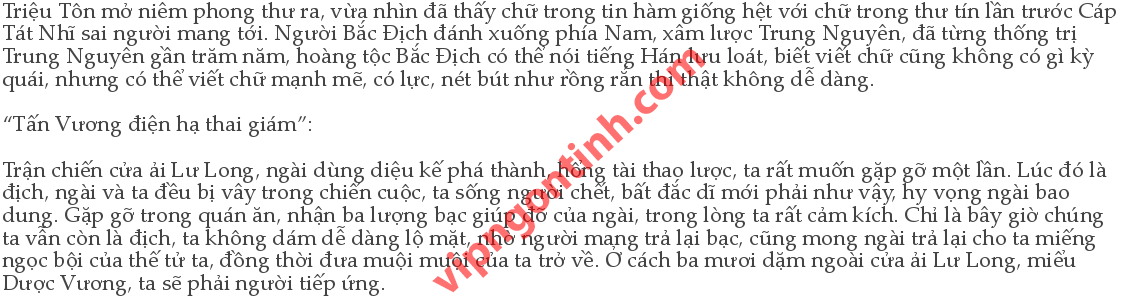 Triệu Tôn mở niêm phong thư ra, vừa nhìn đã thấy chữ trong tin hàm giống hệt với chữ trong thư tín lần trước Cáp
Tát Nhĩ sai người mang tới. Người Bắc Địch đánh xuống phía Nam, xâm lược Trung Nguyên, đã từng thống trị
Trung Nguyên gần trăm năm, hoàng tộc Bắc Địch có thể nói tiếng Hán lưu loát, biết viết chữ cũng không có gì kỳ
quái, nhưng có thể viết chữ mạnh mẽ, có lực, nét bút như rồng rắn thì thật không dễ dàng.
“Tấn Vương điện hạ thai giám”:
Trận chiến cửa ải Lư Long, ngài dùng diệu kế phá thành, hồng tài thao lược, ta rất muốn gặp gỡ một lần. Lúc đó là
địch, ngài và ta đều bị vây trong chiến cuộc, ta sống ngươi chết, bất đắc dĩ mới phải như vậy, hy vọng ngài bao
dung. Gặp gỡ trong quán ăn, nhận ba lượng bạc giúp đỡ của ngài, trong lòng ta rất cảm kích. Chỉ là bây giờ chúng
ta vẫn còn là địch, ta không dám dễ dàng lộ mặt, nhờ người mang trả lại bạc, cũng mong ngài trả lại cho ta miếng
ngọc bội của thế tử ta, đồng thời đưa muội muội của ta trở về. Ở cách ba mươi dặm ngoài cửa ải Lư Long, miếu
Dược Vương, ta sẽ phải người tiếp ứng.
vipngontinh.com